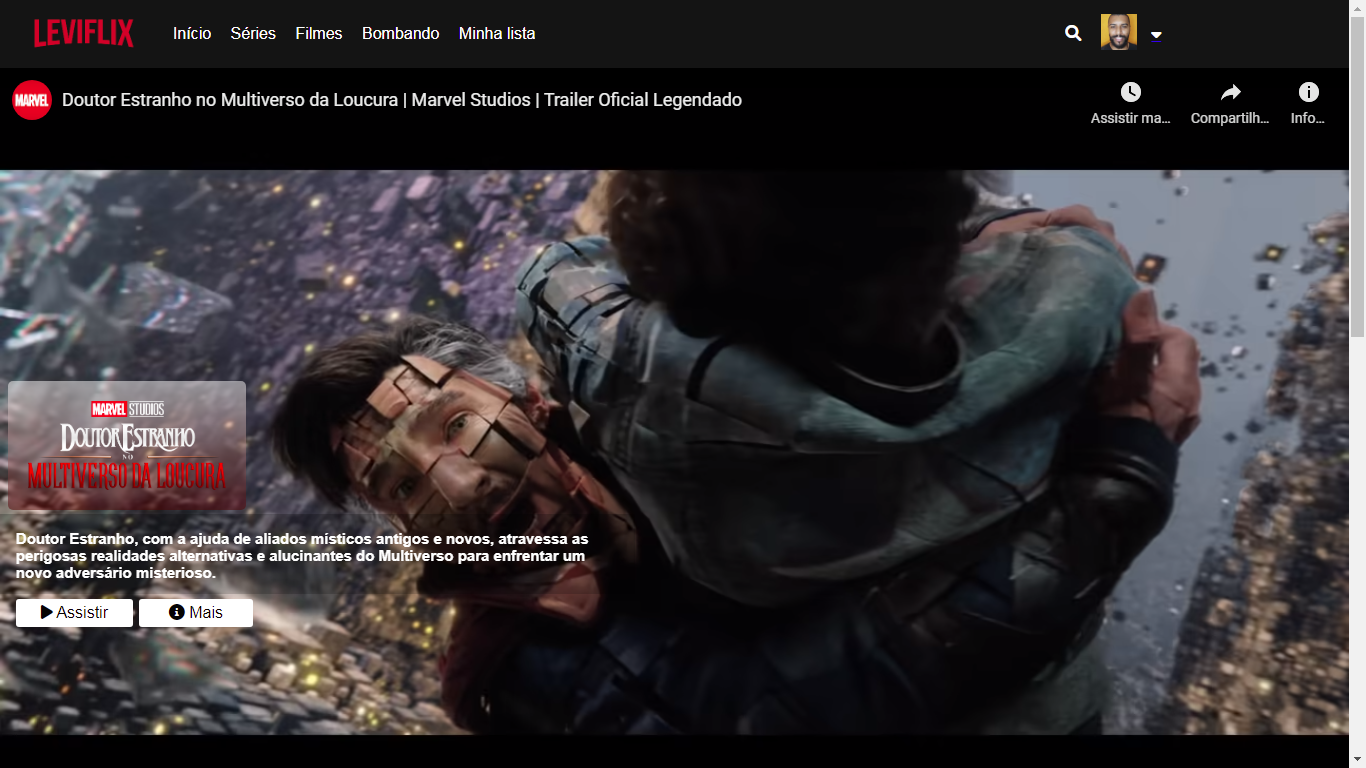 LEVIFLIX
Início Séries Filmes Bombando Minha lista
MARVEL
Doutor Estranho no Multiverso da Loucura | Marvel Studios | Trailer Oficial Legendado
Assistir ma... Compartilh... Info...
MARVEL STUDIOS
DOUTOR ESTRANHO
NO
MULTIVERSO DA LOUCURA
Doutor Estranho, com a ajuda de aliados místicos antigos e novos, atravessa as
perigosas realidades alternativas e alucinantes do Multiverso para enfrentar um
novo adversário misterioso.
Assistir Mais